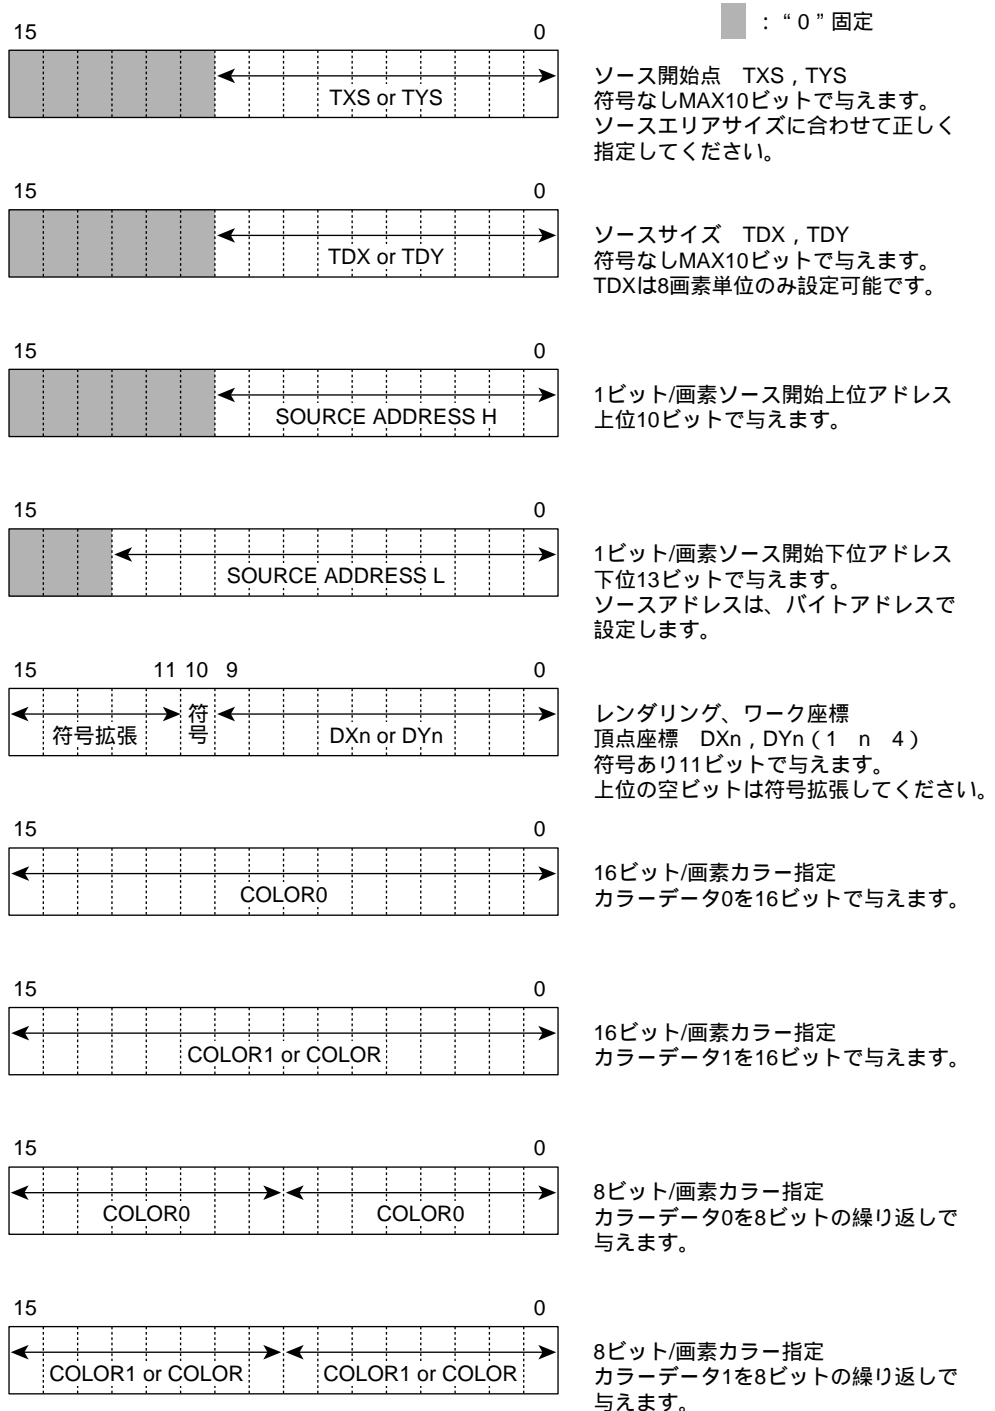 ：“０”固定
15 0
TXS or TYS
ソース開始点　TXS , TYS
符号なしMAX10ビットで与えます。
ソースエリアサイズに合わせて正しく
指定してください。
15 0
TDX or TDY
ソースサイズ　TDX , TDY
符号なしMAX10ビットで与えます。
TDXは8画素単位のみ設定可能です。
15 0
SOURCE ADDRESS H
1ビット/画素ソース開始上位アドレス
上位10ビットで与えます。
15 0
SOURCE ADDRESS L
1ビット/画素ソース開始下位アドレス
下位13ビットで与えます。
ソースアドレスは、バイトアドレスで
設定します。
15 11 10 9 0
符号拡張 符号 DXn or DYn
レンダリング、ワーク座標
頂点座標　DXn , DYn（１　n　4）
符号あり11ビットで与えます。
上位の空ビットは符号拡張してください。
15 0
COLOR0
16ビット/画素カラー指定
カラーデータ0を16ビットで与えます。
15 0
COLOR1 or COLOR
16ビット/画素カラー指定
カラーデータ1を16ビットで与えます。
15 0
COLOR0 COLOR0
8ビット/画素カラー指定
カラーデータ0を8ビットの繰り返しで
与えます。
15 0
COLOR1 or COLOR COLOR1 or COLOR
8ビット/画素カラー指定
カラーデータ1を8ビットの繰り返しで
与えます。